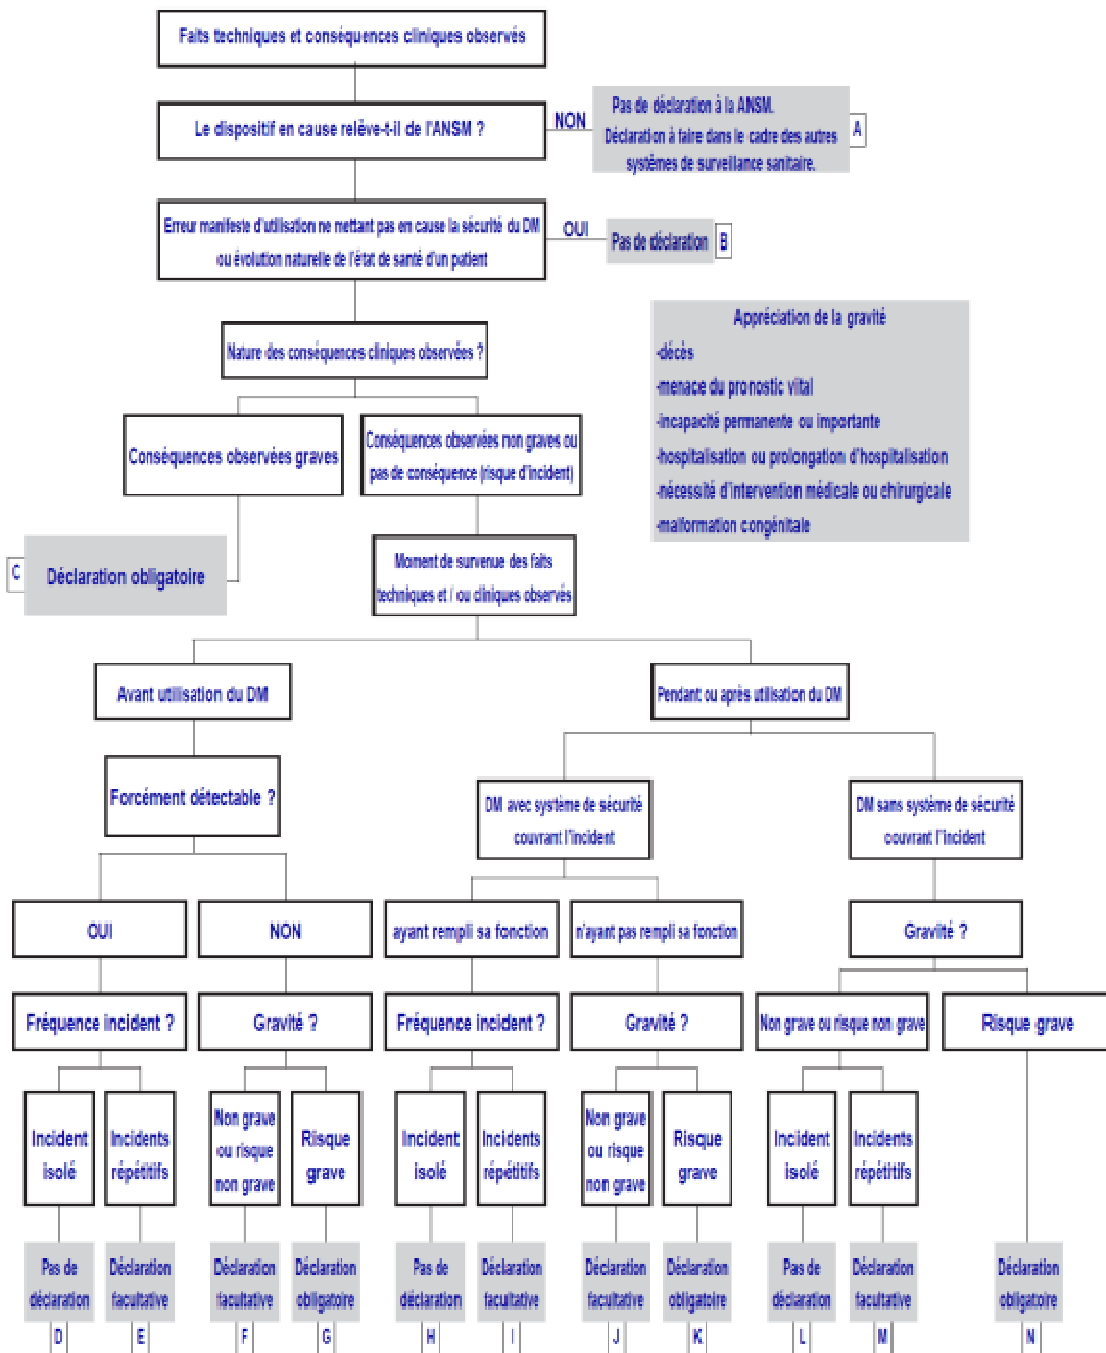 Faits techniques et conséquences cliniques observés
Le dispositif en cause relève-t-il de l'ANSM ?
NON
Pas de déclaration à la ANSM.
Déclaration à faire dans le cadre des autres
systèmes de surveillance sanitaire.
A
Erreur manifeste d'utilisation ne mettant pas en cause la sécurité du DM
ou évolution naturelle de l'état de santé d'un patient
OUI
Pas de déclaration
B
Nature des conséquences cliniques observées ?
Appréciation de la gravité
-décès
-menace du pronostic vital
-incapacité permanente ou importante
-hospitalisation ou prolongation d'hospitalisation
-nécessité d'intervention médicale ou chirurgicale
-malformation congénitale
Conséquences observées graves
Conséquences observées non graves ou
pas de conséquence (risque d'incident)
C
Déclaration obligatoire
Moment de survenue des faits
techniques et / ou cliniques observés
Avant utilisation du DM
Pendant ou après utilisation du DM
Forcément détectable ?
DM avec système de sécurité
couvrant l'incident
DM sans système de sécurité
couvrant l'incident
OUI
NON
ayant rempli sa fonction
n'ayant pas rempli sa fonction
Gravité ?
Fréquence incident ?
Gravité ?
Fréquence incident ?
Gravité ?
Non grave ou risque non grave
Risque grave
Incident
isolé
Incidents
répétitifs
Non grave
ou risque
non grave
Risque
grave
Incident
isolé
Incidents
répétitifs
Non grave
ou risque
non grave
Risque
grave
Incident
isolé
Incidents
répétitifs
Pas de
déclaration
Déclaration
facultative
Déclaration
facultative
Déclaration
obligatoire
Pas de
déclaration
Déclaration
facultative
Déclaration
facultative
Déclaration
obligatoire
Pas de
déclaration
Déclaration
facultative
Déclaration
obligatoire
D
E
F
G
H
I
J
K
L
M
N